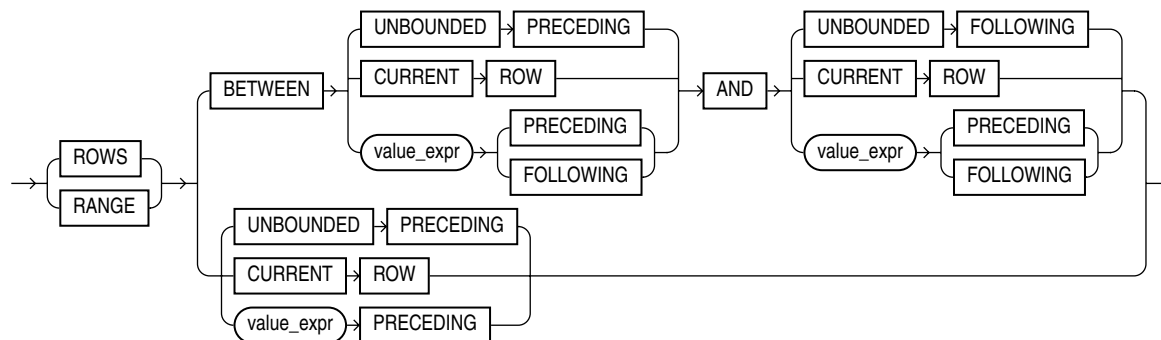 UNBOUNDED PRECEDING UNBOUNDED FOLLOWING
BETWEEN CURRENT ROW AND CURRENT ROW
ROWS value_expr PRECEDING value_expr PRECEDING
FOLLOWING FOLLOWING
RANGE
UNBOUNDED PRECEDING
CURRENT ROW
value_expr PRECEDING